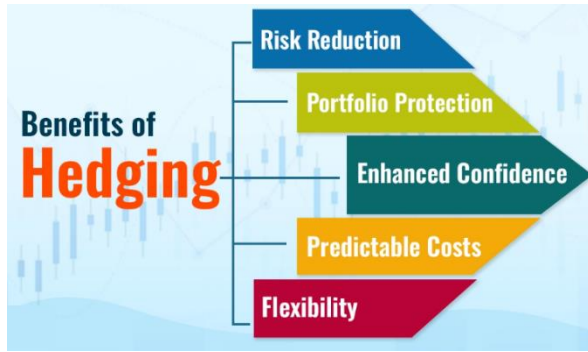 Benefits of
Hedging
Risk Reduction
Portfolio Protection
Enhanced Confidence
Predictable Costs
Flexibility